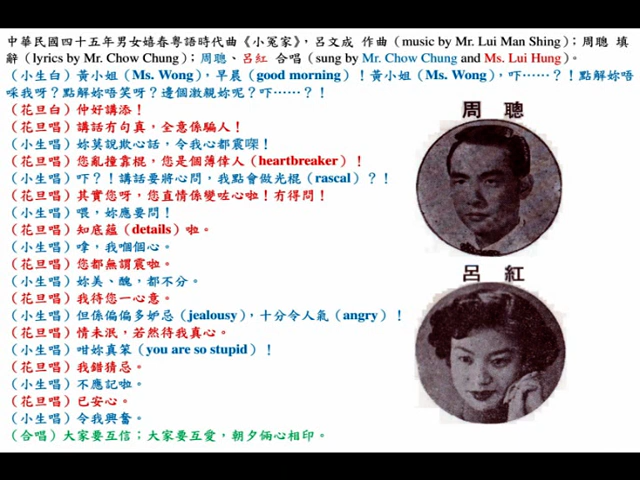 中華民國四十五年男女嬉春粵語時代曲《小冤家》，呂文成 作曲（music by Mr. Lui Man Shing）；周聰 填
辭（lyrics by Mr. Chow Chung）；周聰、呂紅 合唱（sung by Mr. Chow Chung and Ms. Lui Hung）。
（小生白）黃小姐（Ms. Wong），早晨（good morning）！黃小姐（Ms. Wong），吓……？！點解妳唔
採我呀？點解妳唔笑呀？邊個激親妳呢？吓……？！
（花旦白）仲好講添！
（花旦唱）講話冇句真，全意係騙人！
（小生唱）妳莫說欺心話，令我心都震㗎！
（花旦唱）您亂撞靠棍，您是個薄倖人（heartbreaker）！
（小生唱）吓？！講話要將心問，我點會做光棍（rascal）？！
（花旦唱）其實您呀，您直情係變咗心啦！冇得問！
（小生唱）喂，妳應要問！
（花旦唱）知底蘊（details）啦。
（小生唱）嗱，我嗰個心。
（花旦唱）您都無謂震啦。
（小生唱）妳美、醜，都不分。
（花旦唱）我待您一心意。
（小生唱）但係偏偏多妒忌（jealousy），十分令人氣（angry）！
（花旦唱）情未泯，若然待我真心。
（小生唱）咁妳真笨（you are so stupid）！
（花旦唱）我錯猜忌。
（小生唱）不應記啦。
（花旦唱）已安心。
（小生唱）令我興奮。
（合唱）大家要互信；大家要互愛，朝夕倆心相印。
周 聰
呂 紅